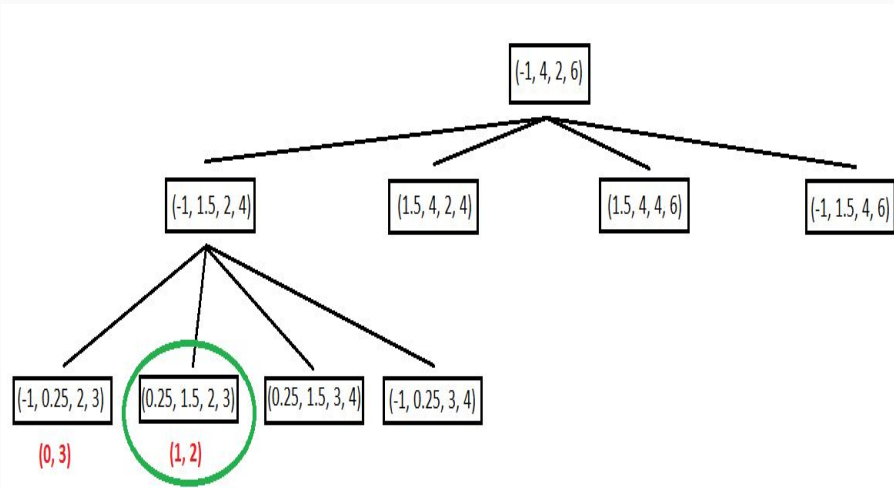 (-1, 4, 2, 6)
(-1, 1.5, 2, 4)
(1.5, 4, 2, 4)
(1.5, 4, 4, 6)
(-1, 1.5, 4, 6)
(-1, 0.25, 2, 3)
(0.25, 1.5, 2, 3)
(0.25, 1.5, 3, 4)
(-1, 0.25, 3, 4)
(0, 3)
(1, 2)